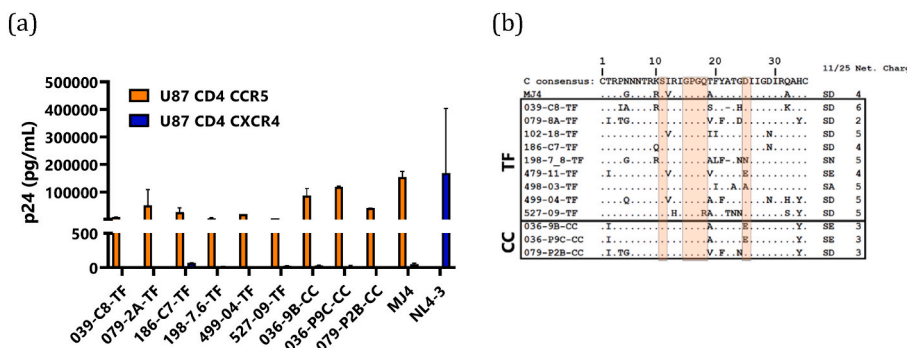 (a)
500000
400000
300000
200000
100000
500
0
p24 (pg/mL)
U87 CD4 CCR5
U87 CD4 CXCR4
039-C8-TF
079-2A-TF
186-C7-TF
198-7.6-TF
499-04-TF
527-09-TF
036-9B-CC
036-P9C-CC
079-P2B-CC
MJ4
NL4-3
(b)
1 10 20 30 11/25 Net. Charg
C consensus: CTRPNNNTRKSIRIGPGQTFYATGDIIGDIRQAHC
MJ4 ....G....R.V......A............A... SD 4
039-C8-TF ...IA....R........S..-.H.......K... SD 6
079-8A-TF .I.TG.............V.F..D.........Y. SD 2
102-18-TF ...........V......II........N...... SD 5
186-C7-TF .........Q..................N...... SD 4
198-7_8-TF ....G....R........ALF-.NN.......... SN 5
479-11-TF .I.........V......A.....E........Y. SE 4
498-03-TF ...................I..A.A.......... SA 5
499-04-TF ....Q......V......A.F.......N..H.Y. SD 5
527-09-TF ............H....RA..TNN.......S.Y. SD 5
036-9B-CC .I................A.....E........Y. SE 3
036-P9C-CC .I................A.....E........Y. SE 3
079-P2B-CC .I.TG.............V.F..N.........Y. SD 3
TF
CC